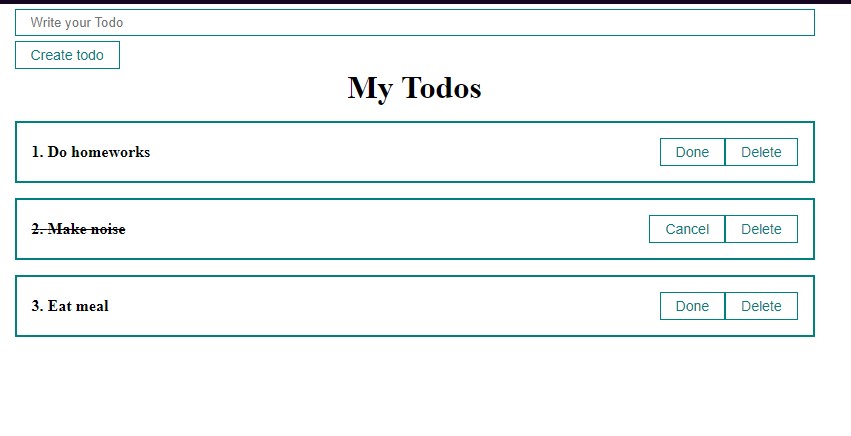 Write your Todo
Create todo
My Todos
1. Do homeworks Done Delete
2. Make noise Cancel Delete
3. Eat meal Done Delete